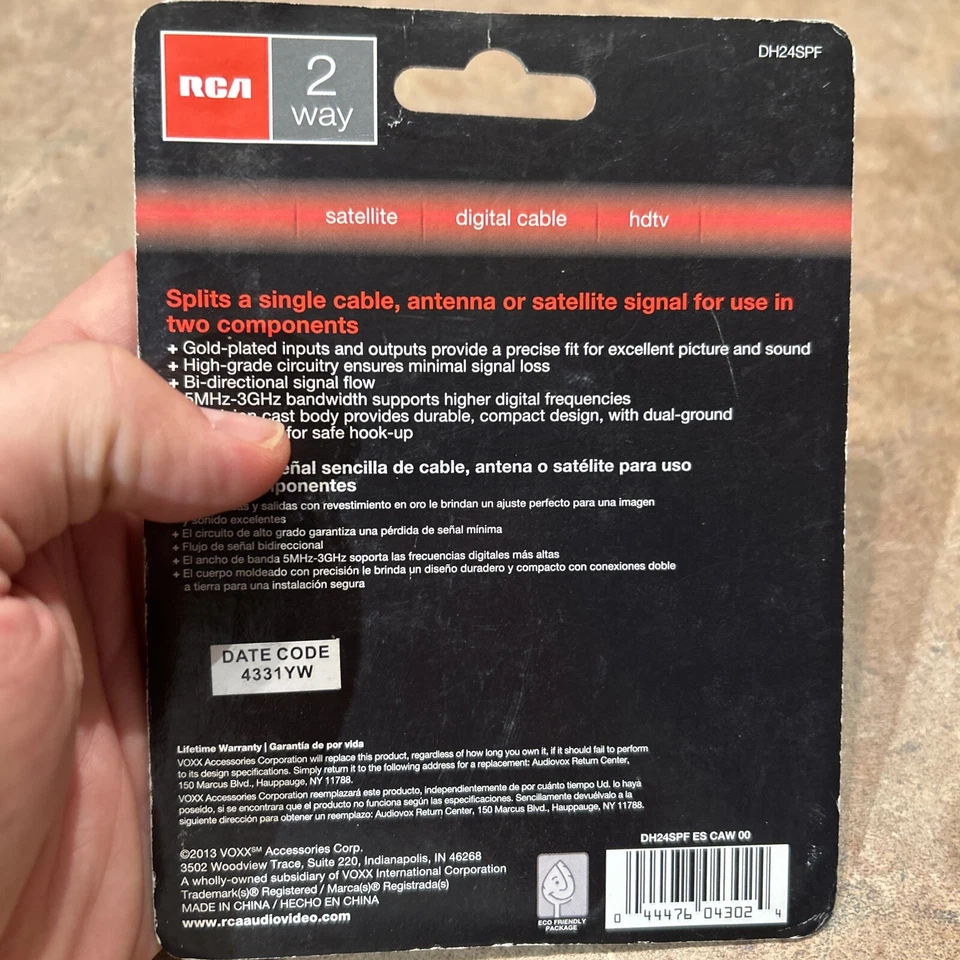 RCA
2
way
DH24SPF
satellite
digital cable
hdtv
Splits a single cable, antenna or satellite signal for use in
two components
+ Gold-plated inputs and outputs provide a precise fit for excellent picture and sound
+ High-grade circuitry ensures minimal signal loss
+ Bi-directional signal flow
5MHz-3GHz bandwidth supports higher digital frequencies
cast body provides durable, compact design, with dual-ground
for safe hook-up
sencilla de cable, antena o satélite para uso
y salidas con revestimiento en oro le brindan un ajuste perfecto para una imagen
y sonido excelentes
+ El circuito de alto grado garantiza una pérdida de señal mínima
+ Flujo de señal bidireccional
+ El ancho de banda 5MHz-3GHz soporta las frecuencias digitales más altas
+ El cuerpo moldeado con precisión le brinda un diseño duradero y compacto con conexiones doble
a tierra para una instalación segura
DATE CODE
4331YW
Lifetime Warranty | Garantía de por vida
VOXX Accessories Corporation will replace this product, regardless of how long you own it, if it should fail to perform
to its design specifications. Simply return it to the following address for a replacement: Audiovox Return Center,
150 Marcus Blvd., Hauppauge, NY 11788.
VOXX Accessories Corporation reemplazará este producto, independientemente de por cuánto tiempo Ud. lo haya
poseído, si se encontrara que el producto no funciona según las especificaciones. Sencillamente devuélvalo a la
siguiente dirección para obtener un reemplazo: Audiovox Return Center, 150 Marcus Blvd., Hauppauge, NY 11788.
©2013 VOXX℠ Accessories Corp.
3502 Woodview Trace, Suite 220, Indianapolis, IN 46268
A wholly-owned subsidiary of VOXX International Corporation
Trademark(s)® Registered / Marca(s)® Registrada(s)
MADE IN CHINA / HECHO EN CHINA
www.rcaaudiovideo.com
ECO FRIENDLY
PACKAGE
DH24SPF ES CAW 00
0 44476 04302 4